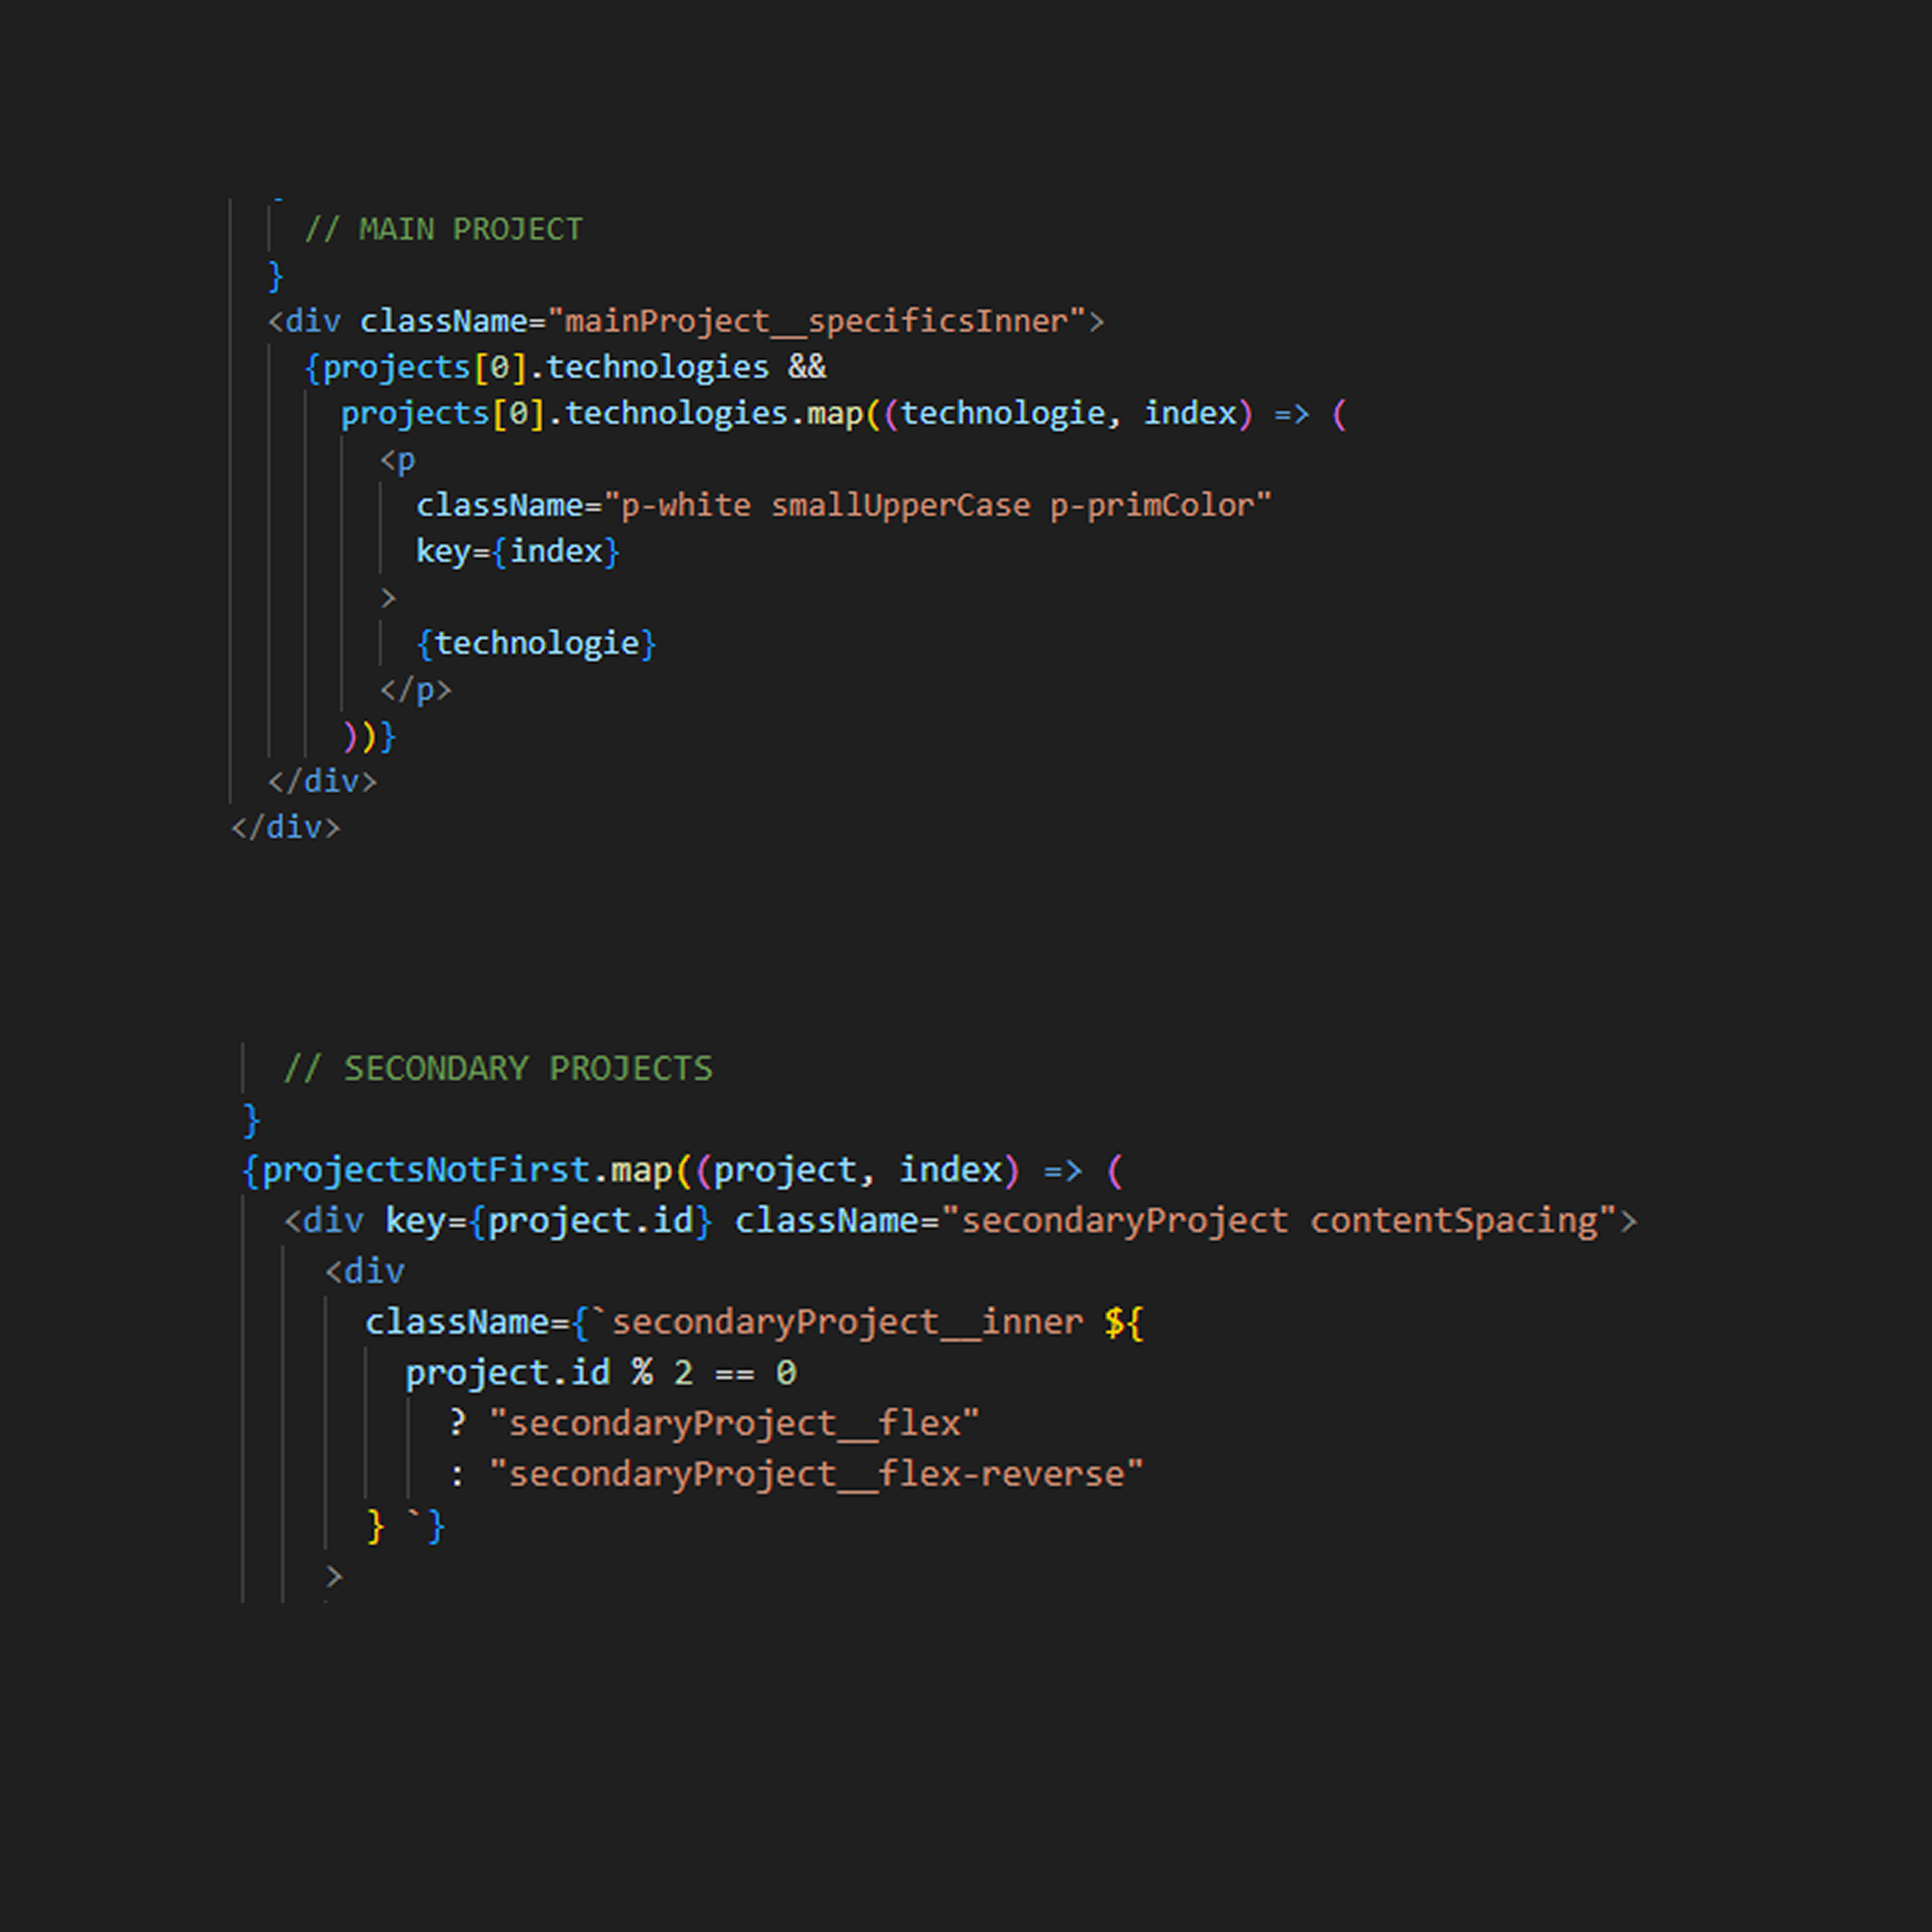 // MAIN PROJECT
}
<div className="mainProject__specificsInner">
{projects[0].technologies &&
projects[0].technologies.map((technologie, index) => (
<p
className="p-white smallUpperCase p-primColor"
key={index}
>
{technologie}
</p>
))}
</div>
</div>
// SECONDARY PROJECTS
}
{projectsNotFirst.map((project, index) => (
<div key={project.id} className="secondaryProject contentSpacing">
<div
className={`secondaryProject__inner ${
project.id % 2 == 0
? "secondaryProject__flex"
: "secondaryProject__flex-reverse"
} `}
>